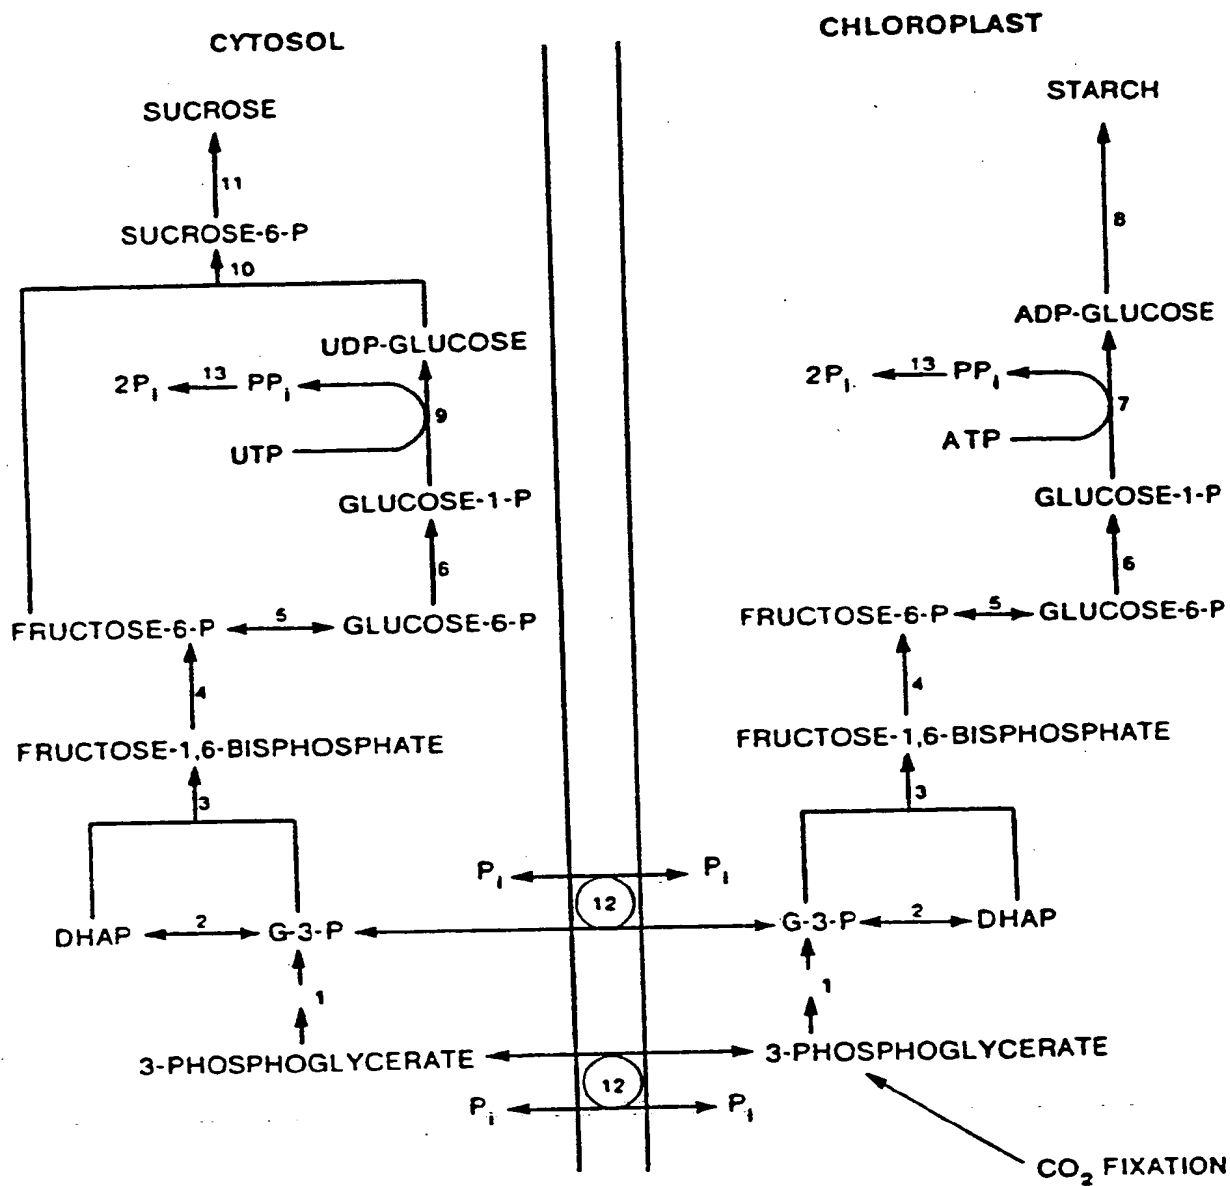 CYTOSOL
CHLOROPLAST
SUCROSE
STARCH
11
8
SUCROSE-6-P
10
UDP-GLUCOSE
ADP-GLUCOSE
2Pi 13 PPi
2Pi 13 PPi
9
7
UTP
ATP
GLUCOSE-1-P
GLUCOSE-1-P
6
6
FRUCTOSE-6-P 5 GLUCOSE-6-P
FRUCTOSE-6-P 5 GLUCOSE-6-P
4
4
FRUCTOSE-1,6-BISPHOSPHATE
FRUCTOSE-1,6-BISPHOSPHATE
3
3
Pi Pi
12
DHAP 2 G-3-P
G-3-P 2 DHAP
1
1
3-PHOSPHOGLYCERATE
3-PHOSPHOGLYCERATE
12
Pi Pi
CO2 FIXATION